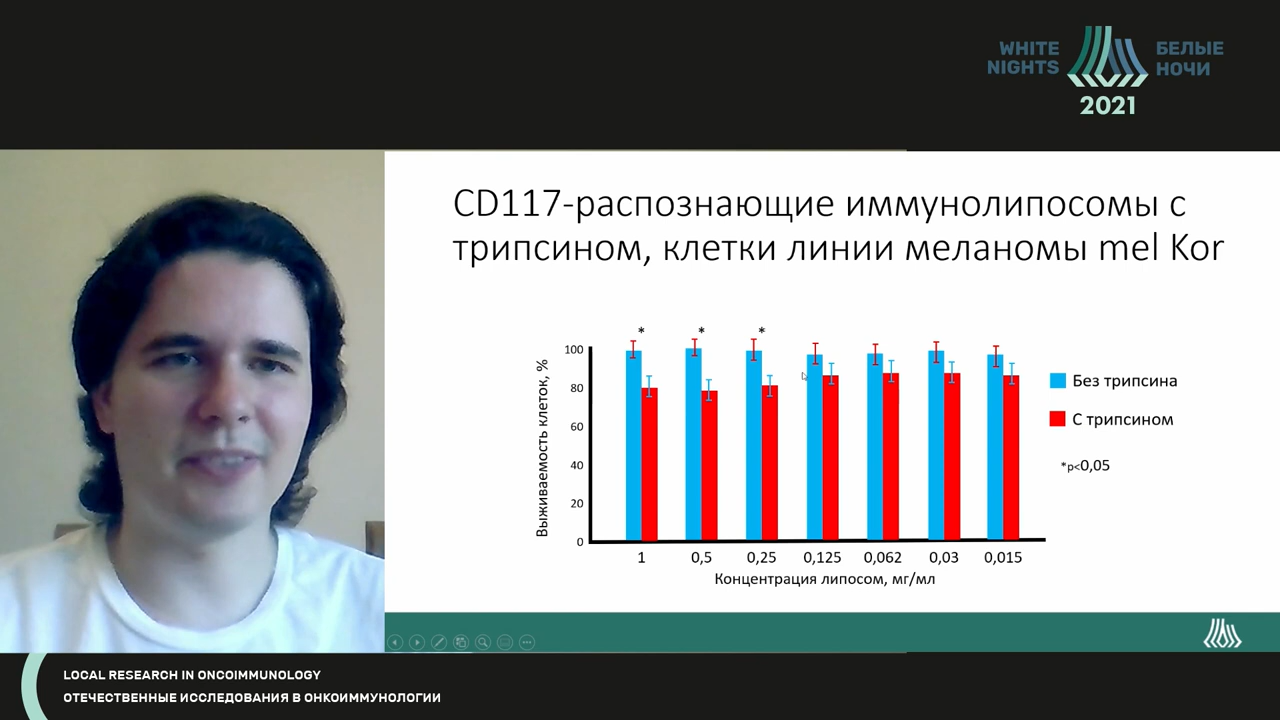 WHITE
NIGHTS
БЕЛЫЕ
НОЧИ
2021
CD117-распознающие иммунолипосомы с
трипсином, клетки линии меланомы mel Kor
Выживаемость клеток, %
100
80
60
40
20
0
* * *
1 0,5 0,25 0,125 0,062 0,03 0,015
Концентрация липосом, мг/мл
Без трипсина
С трипсином
*p<0,05
LOCAL RESEARCH IN ONCOIMMUNOLOGY
ОТЕЧЕСТВЕННЫЕ ИССЛЕДОВАНИЯ В ОНКОИММУНОЛОГИИ